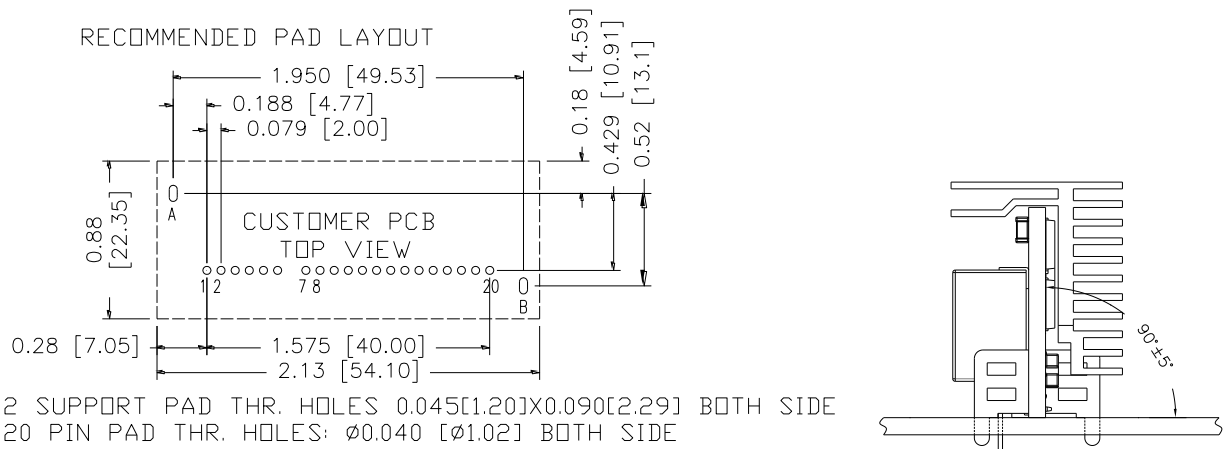 RECOMMENDED PAD LAYOUT
1.950 [49.53]
0.188 [4.77]
0.079 [2.00]
0.18 [4.59]
0.429 [10.91]
0.52 [13.1]
0.88
[22.35]
A
CUSTOMER PCB
TOP VIEW
1 2 7 8 20
B
0.28 [7.05]
1.575 [40.00]
2.13 [54.10]
90°±5°
2 SUPPORT PAD THR. HOLES 0.045[1.20]X0.090[2.29] BOTH SIDE
20 PIN PAD THR. HOLES: Ø0.040 [Ø1.02] BOTH SIDE